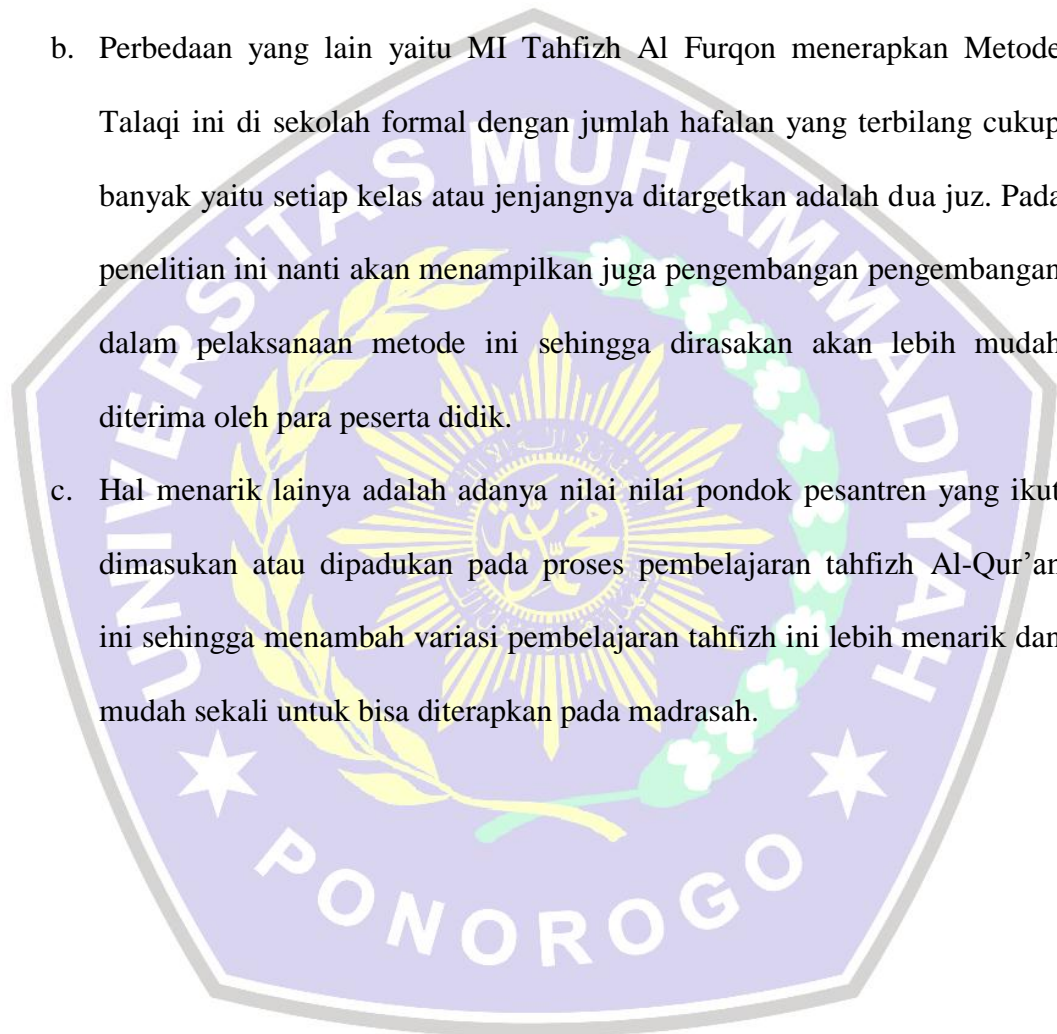 b. Perbedaan yang lain yaitu MI Tahfizh Al Furqon menerapkan Metode
Talaqi ini di sekolah formal dengan jumlah hafalan yang terbilang cukup
banyak yaitu setiap kelas atau jenjangnya ditargetkan adalah dua juz. Pada
penelitian ini nanti akan menampilkan juga pengembangan pengembangan
dalam pelaksanaan metode ini sehingga dirasakan akan lebih mudah
diterima oleh para peserta didik.
c. Hal menarik lainya adalah adanya nilai nilai pondok pesantren yang ikut
dimasukan atau dipadukan pada proses pembelajaran tahfizh Al-Qur’an
ini sehingga menambah variasi pembelajaran tahfizh ini lebih menarik dan
mudah sekali untuk bisa diterapkan pada madrasah.
UNIVERSITAS MUHAMMADIYAH
PONOROGO